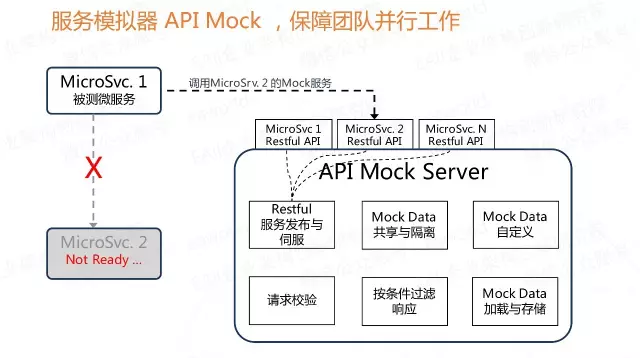 服务模拟器 API Mock ，保障团队并行工作
MicroSvc. 1
被测微服务
调用MicroSrv. 2 的Mock服务
MicroSvc 1
Restful API
MicroSvc. 2
Restful API
MicroSvc. N
Restful API
X
API Mock Server
Restful
服务发布与
伺服
Mock Data
共享与隔离
Mock Data
自定义
MicroSvc. 2
Not Ready ...
请求校验
按条件过滤
响应
Mock Data
加载与存储